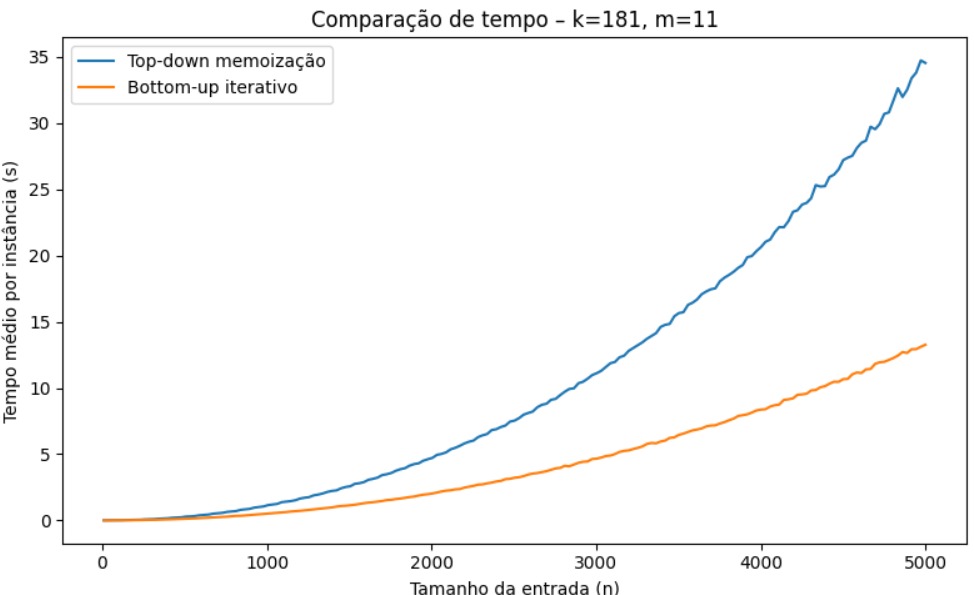 Comparação de tempo – k=181, m=11
Top-down memoização
Bottom-up iterativo
Tempo médio por instância (s)
35
30
25
20
15
10
5
0
0 1000 2000 3000 4000 5000
Tamanho da entrada (n)